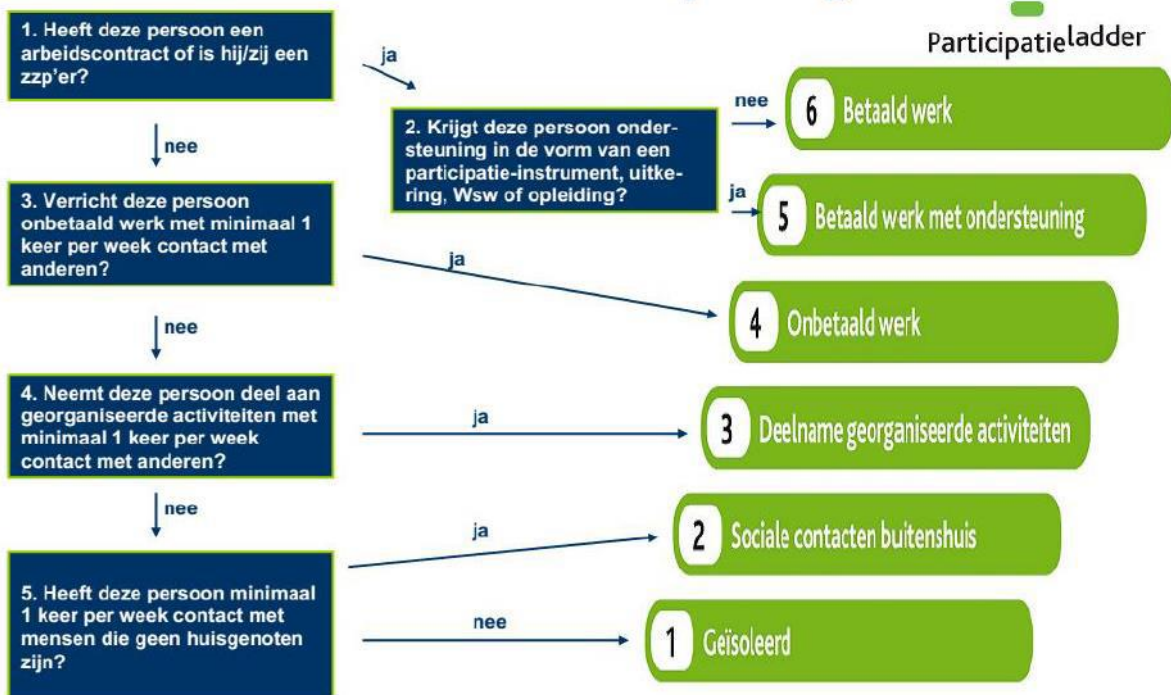 Participatieladder
1. Heeft deze persoon een
arbeidscontract of is hij/zij een
zzp'er?
ja
nee
2. Krijgt deze persoon onder-
steuning in de vorm van een
participatie-instrument, uitke-
ring, Wsw of opleiding?
nee
6 Betaald werk
ja
5 Betaald werk met ondersteuning
3. Verricht deze persoon
onbetaald werk met minimaal 1
keer per week contact met
anderen?
ja
4 Onbetaald werk
nee
4. Neemt deze persoon deel aan
georganiseerde activiteiten met
minimaal 1 keer per week
contact met anderen?
ja
3 Deelname georganiseerde activiteiten
nee
5. Heeft deze persoon minimaal
1 keer per week contact met
mensen die geen huisgenoten
zijn?
ja
2 Sociale contacten buitenshuis
nee
1 Geïsoleerd